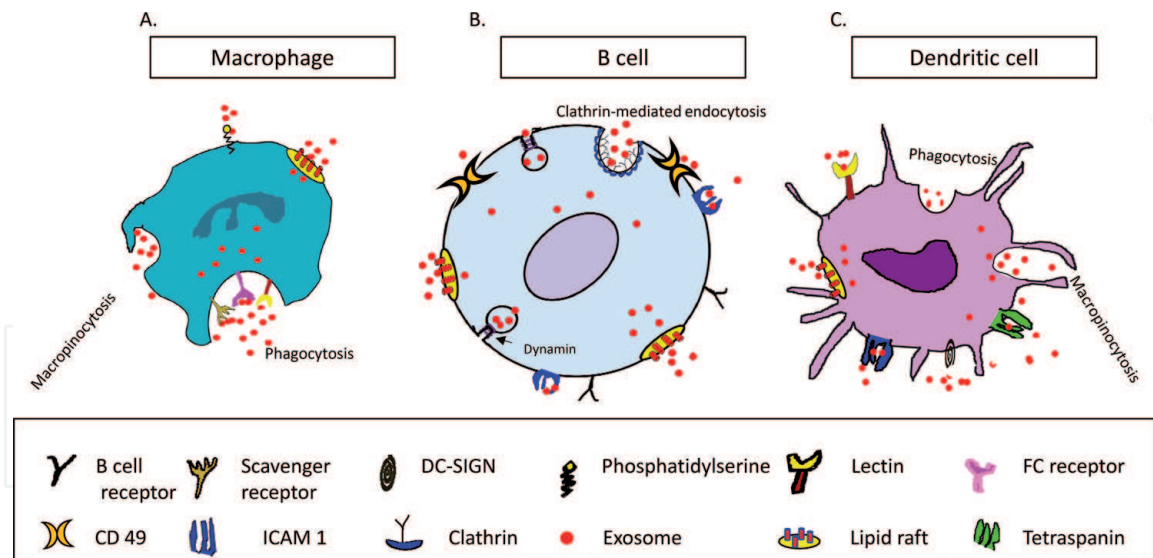 A.
Macrophage
Macropinocytosis
Phagocytosis
B.
B cell
Clathrin-mediated endocytosis
Dynamin
C.
Dendritic cell
Phagocytosis
Macropinocytosis
B cell
receptor
Scavenger
receptor
DC-SIGN
Phosphatidylserine
Lectin
FC receptor
CD 49
ICAM 1
Clathrin
Exosome
Lipid raft
Tetraspanin